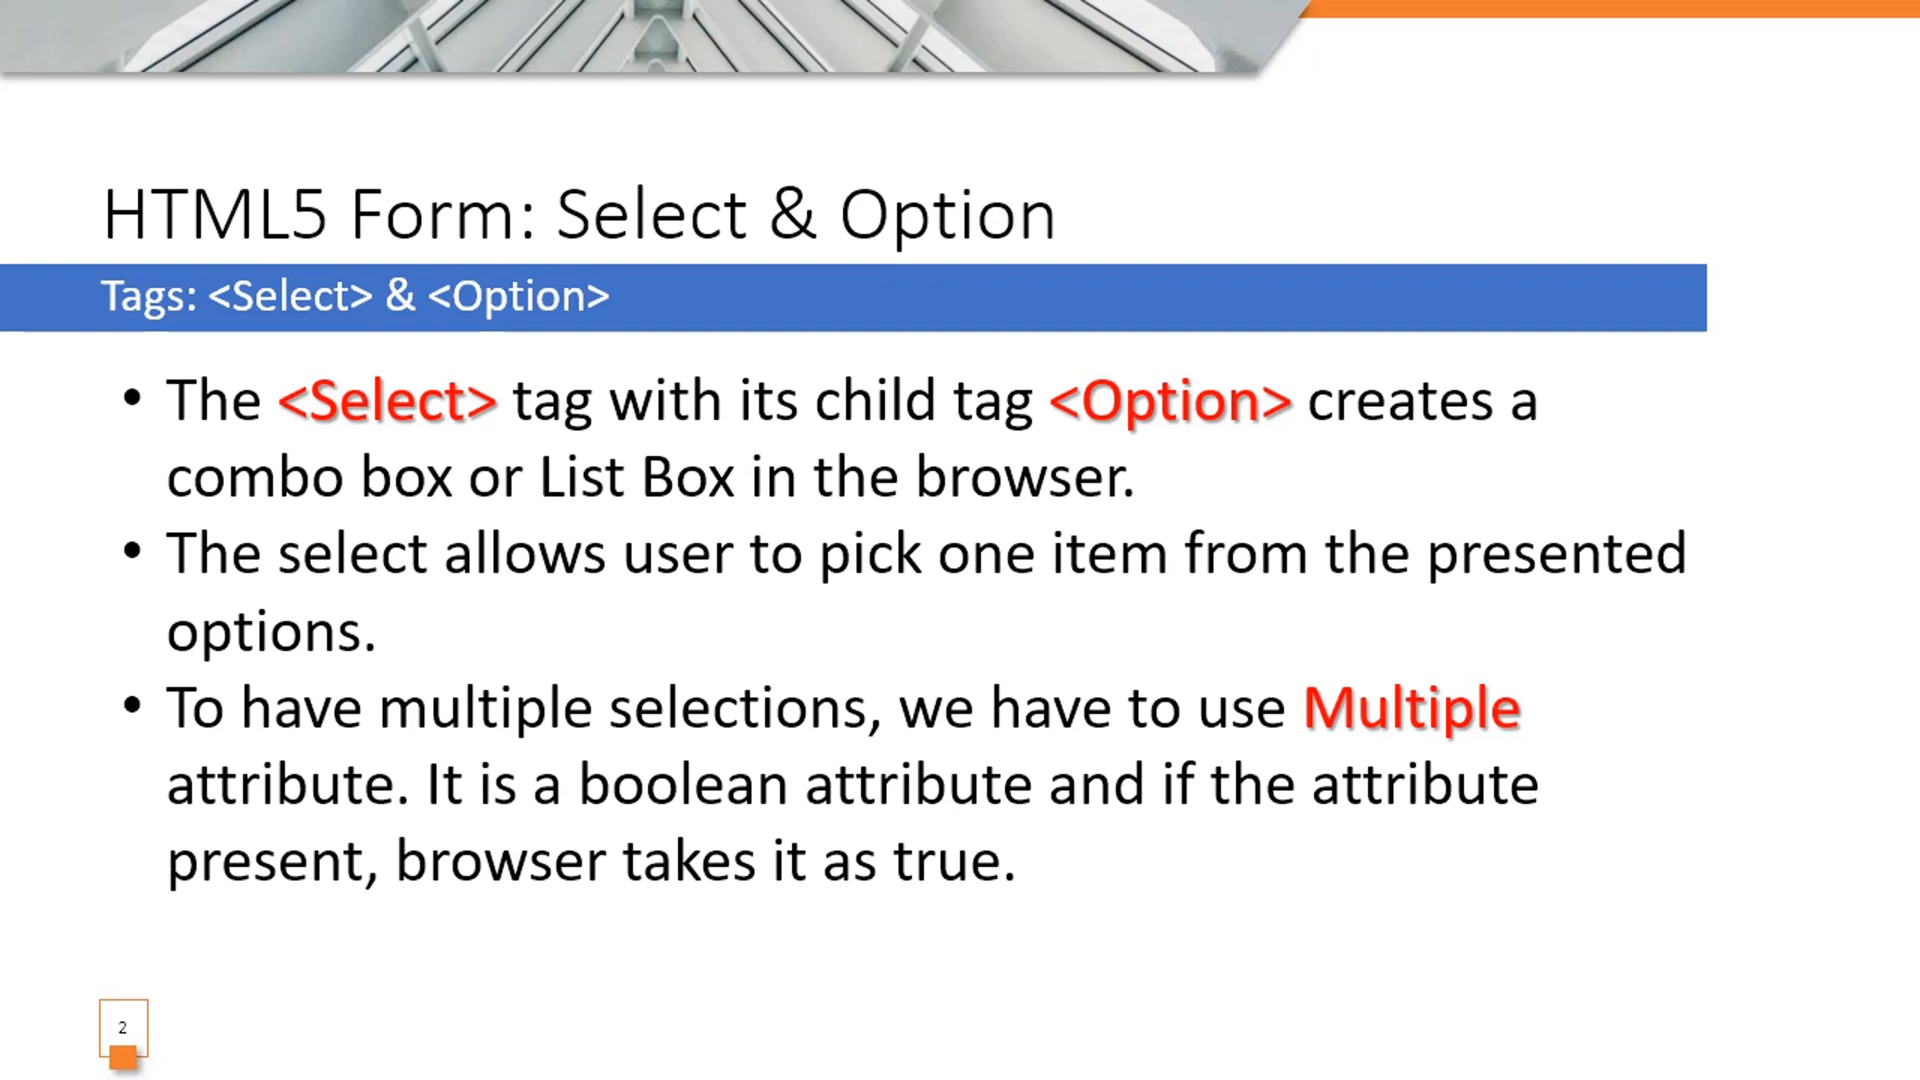 HTML5 Form: Select & Option
Tags: <Select> & <Option>
• The <Select> tag with its child tag <Option> creates a
combo box or List Box in the browser.
• The select allows user to pick one item from the presented
options.
• To have multiple selections, we have to use Multiple
attribute. It is a boolean attribute and if the attribute
present, browser takes it as true.
2